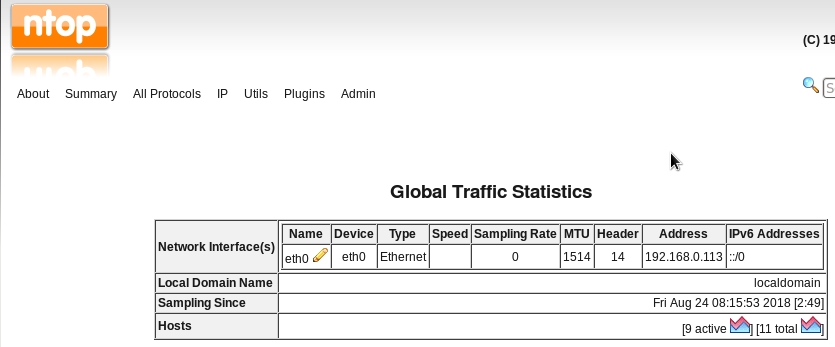 ntop
(C) 19
About Summary All Protocols IP Utils Plugins Admin
S
Global Traffic Statistics
Network Interface(s)
Name Device Type Speed Sampling Rate MTU Header Address IPv6 Addresses
eth0 eth0 Ethernet 0 1514 14 192.168.0.113 ::/0
Local Domain Name localdomain
Sampling Since Fri Aug 24 08:15:53 2018 [2:49]
Hosts [9 active ] [11 total ]